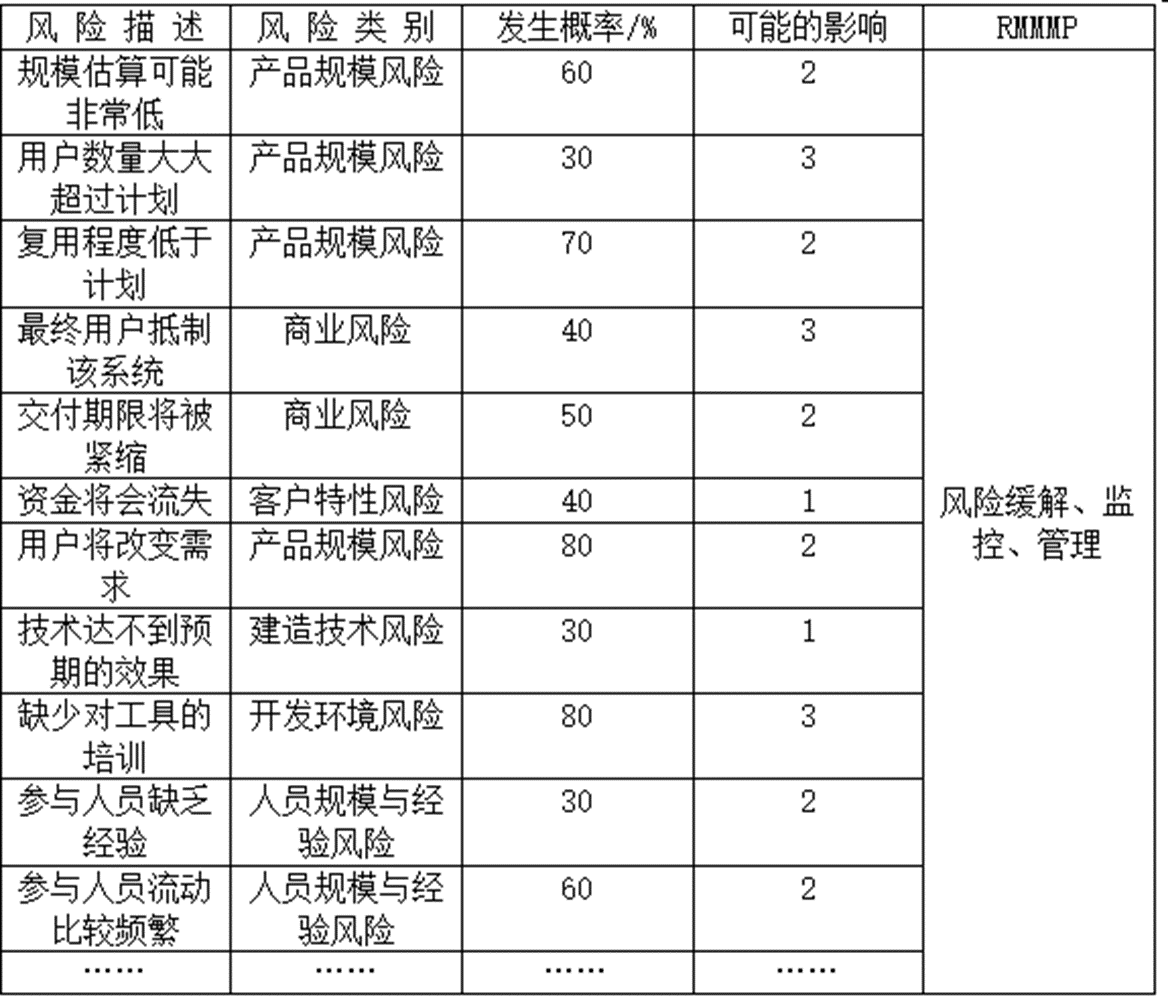 风 险 描 述 风 险 类 别 发生概率/% 可能的影响 RMMMP
规模估算可能 产品规模风险 60 2
非常低
用户数量大大 产品规模风险 30 3
超过计划
复用程度低于 产品规模风险 70 2
计划
最终用户抵制 商业风险 40 3
该系统
交付期限将被 商业风险 50 2
紧缩
资金将会流失 客户特性风险 40 1 风险缓解、监
用户将改变需 产品规模风险 80 2 控、管理
求
技术达不到预 建造技术风险 30 1
期的效果
缺少对工具的 开发环境风险 80 3
培训
参与人员缺乏 人员规模与经 30 2
经验 验风险
参与人员流动 人员规模与经 60 2
比较频繁 验风险
…… …… …… ……